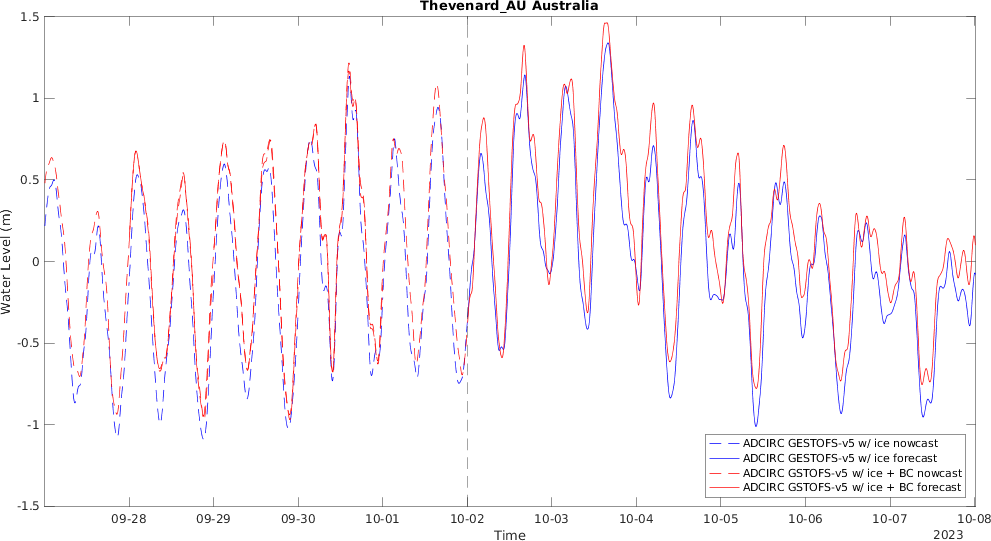 Thevenard_AU Australia
1.5
1
0.5
0
-0.5
-1
-1.5
Water Level (m)
09-28 09-29 09-30 10-01 10-02 10-03 10-04 10-05 10-06 10-07 10-08
Time
2023
ADCIRC GESTOFS-v5 w/ ice nowcast
ADCIRC GESTOFS-v5 w/ ice forecast
ADCIRC GSTOFS-v5 w/ ice + BC nowcast
ADCIRC GSTOFS-v5 w/ ice + BC forecast